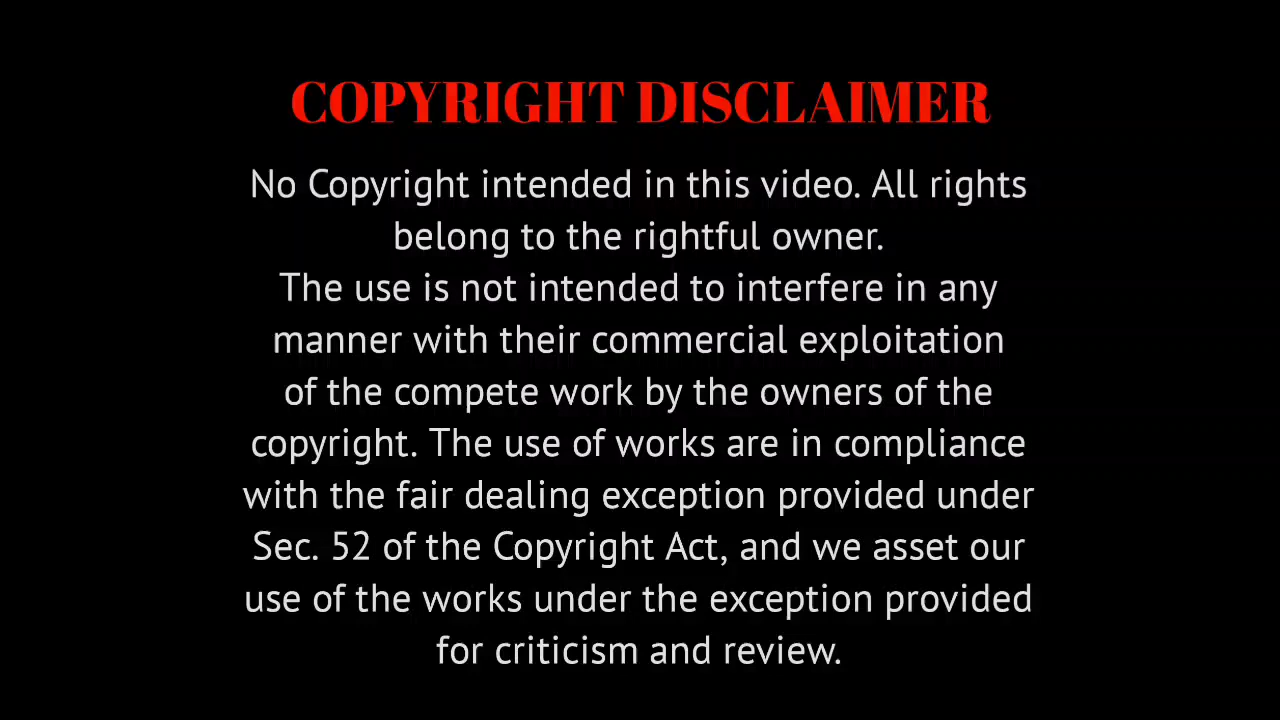 COPYRIGHT DISCLAIMER
No Copyright intended in this video. All rights
belong to the rightful owner.
The use is not intended to interfere in any
manner with their commercial exploitation
of the compete work by the owners of the
copyright. The use of works are in compliance
with the fair dealing exception provided under
Sec. 52 of the Copyright Act, and we asset our
use of the works under the exception provided
for criticism and review.